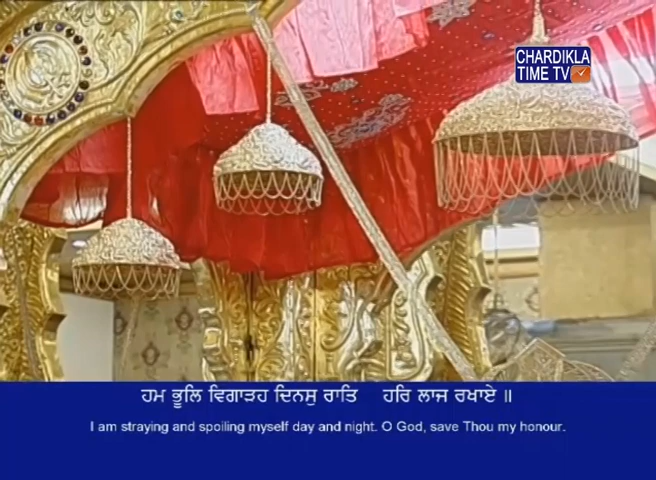 CHARDIKLA
TIME TV
ਹਮ ਭੂਲਿ ਵਿਗਾੜਹ ਦਿਨਸੁ ਰਾਤਿ ਹਰਿ ਲਾਜ ਰਖਾਏ ॥
I am straying and spoiling myself day and night. O God, save Thou my honour.